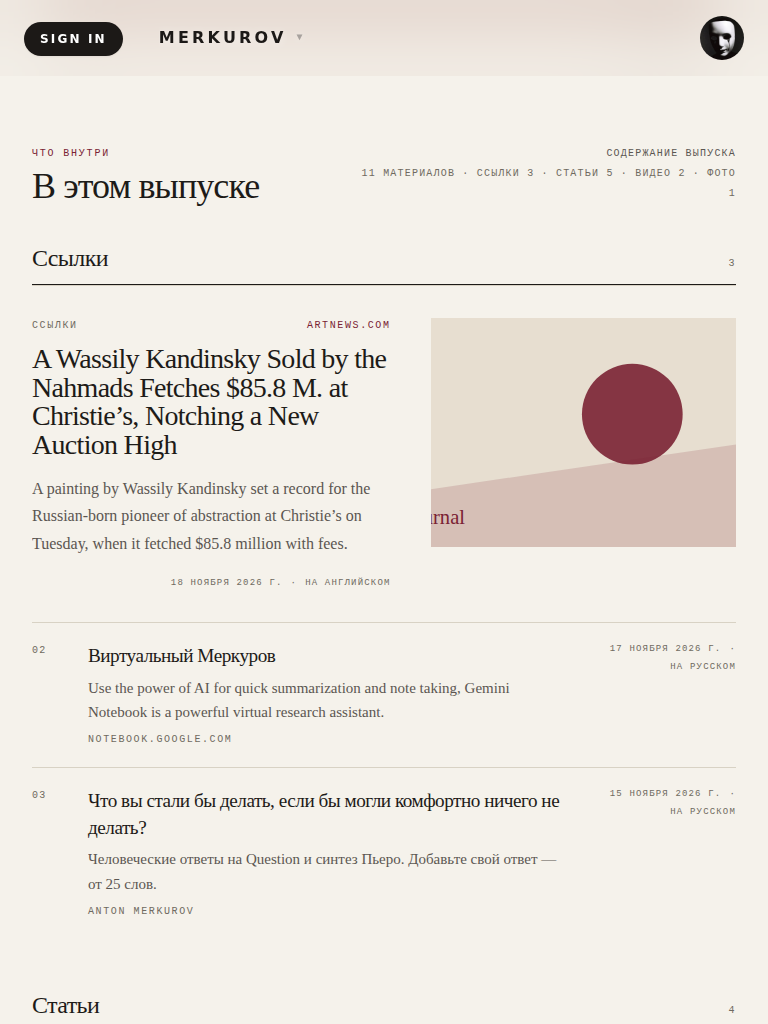 SIGN IN
MERKUROV ▼
ЧТО ВНУТРИ
В этом выпуске
СОДЕРЖАНИЕ ВЫПУСКА
11 МАТЕРИАЛОВ · ССЫЛКИ 3 · СТАТЬИ 5 · ВИДЕО 2 · ФОТО
1
Ссылки
3
ССЫЛКИ
ARTNEWS.COM
A Wassily Kandinsky Sold by the
Nahmads Fetches $85.8 M. at
Christie’s, Notching a New
Auction High
A painting by Wassily Kandinsky set a record for the
Russian-born pioneer of abstraction at Christie’s on
Tuesday, when it fetched $85.8 million with fees.
18 НОЯБРЯ 2026 Г. · НА АНГЛИЙСКОМ
rnal
02
Виртуальный Меркуров
Use the power of AI for quick summarization and note taking, Gemini
Notebook is a powerful virtual research assistant.
NOTEBOOK.GOOGLE.COM
17 НОЯБРЯ 2026 Г. ·
НА РУССКОМ
03
Что вы стали бы делать, если бы могли комфортно ничего не
делать?
Человеческие ответы на Question и синтез Пьеро. Добавьте свой ответ —
от 25 слов.
ANTON MERKUROV
15 НОЯБРЯ 2026 Г. ·
НА РУССКОМ
Статьи
4